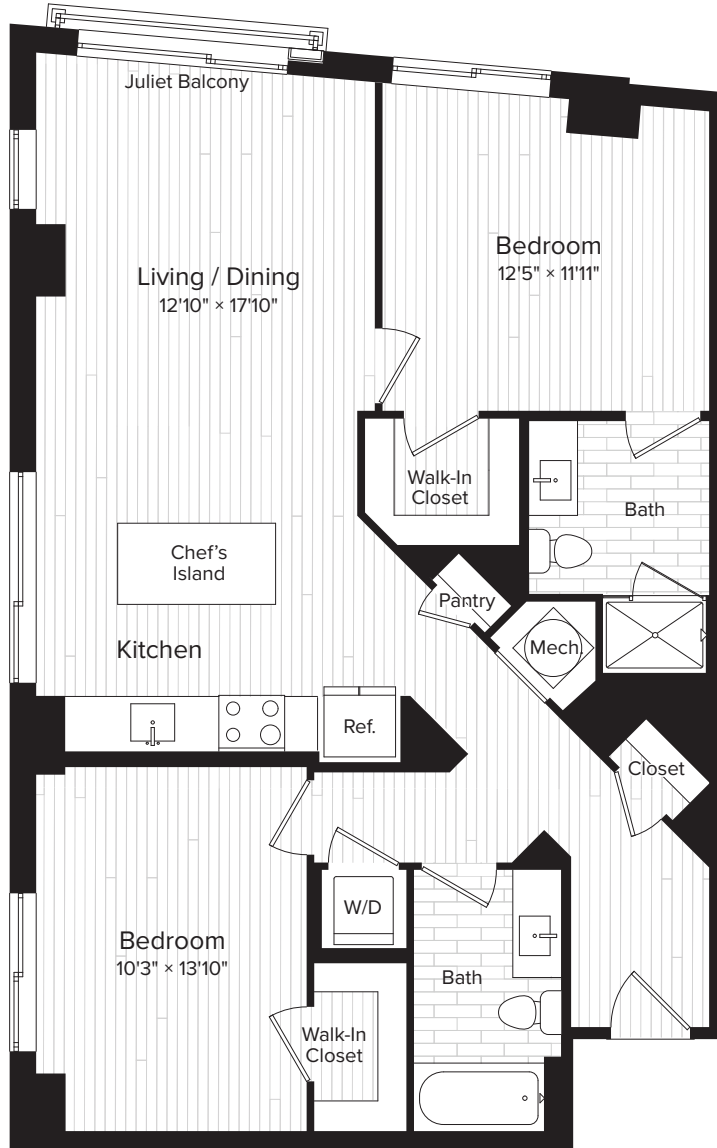 Juliet Balcony
Living / Dining
12'10" × 17'10"
Bedroom
12'5" × 11'11"
Walk-In
Closet
Bath
Chef's
Island
Pantry
Kitchen
Mech.
Ref.
Closet
W/D
Bedroom
10'3" × 13'10"
Bath
Walk-In
Closet